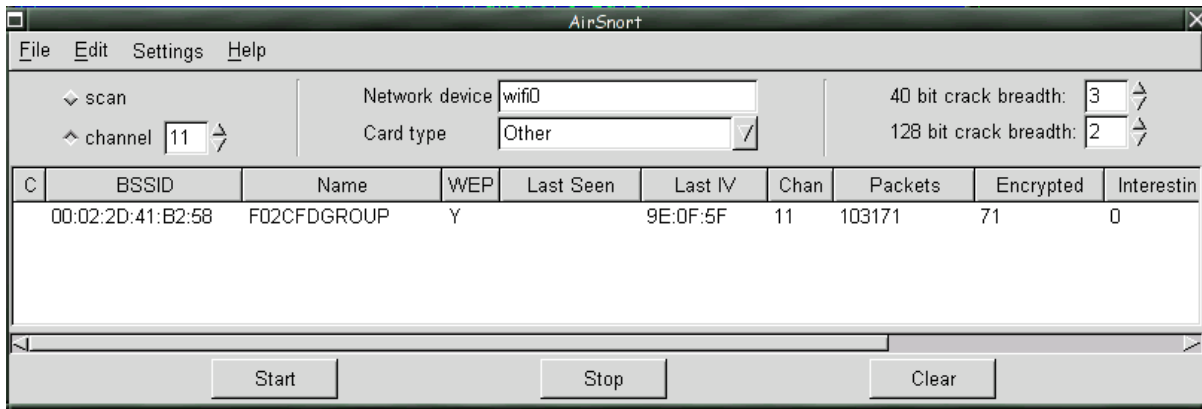 AirSnort
File Edit Settings Help
scan
channel 11
Network device wifi0
Card type Other
40 bit crack breadth: 3
128 bit crack breadth: 2
C BSSID Name WEP Last Seen Last IV Chan Packets Encrypted Interestin
00:02:2D:41:B2:58 F02CFDGROUP Y 9E:0F:5F 11 103171 71 0
Start Stop Clear